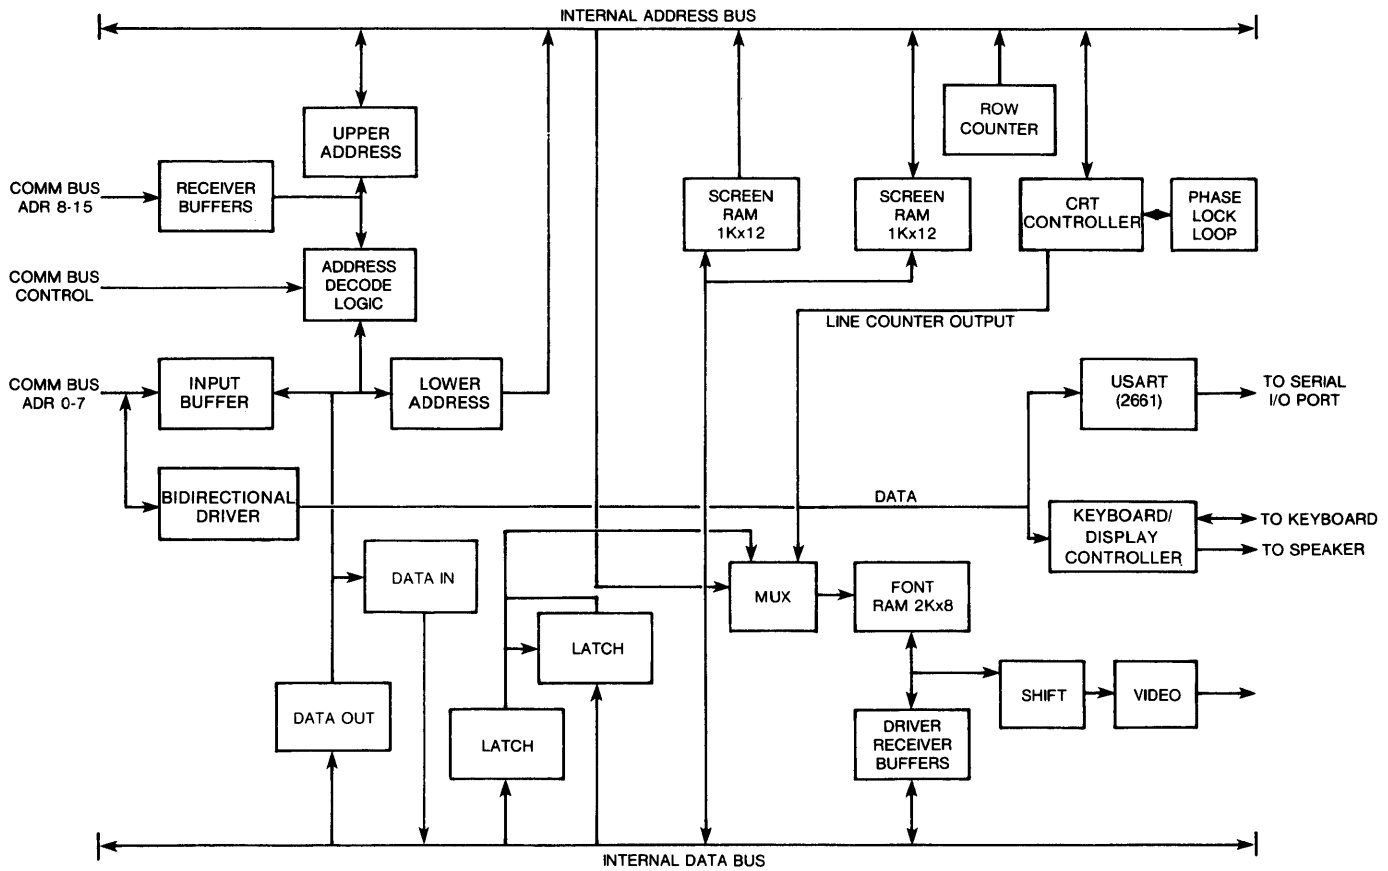 INTERNAL ADDRESS BUS
UPPER
ADDRESS
ROW
COUNTER
COMM BUS
ADR 8-15
RECEIVER
BUFFERS
SCREEN
RAM
1Kx12
SCREEN
RAM
1Kx12
CRT
CONTROLLER
PHASE
LOCK
LOOP
COMM BUS
CONTROL
ADDRESS
DECODE
LOGIC
LINE COUNTER OUTPUT
COMM BUS
ADR 0-7
INPUT
BUFFER
LOWER
ADDRESS
USART
(2661)
TO SERIAL
I/O PORT
BIDIRECTIONAL
DRIVER
DATA
KEYBOARD/
DISPLAY
CONTROLLER
TO KEYBOARD
TO SPEAKER
DATA IN
MUX
FONT
RAM 2Kx8
LATCH
DATA OUT
LATCH
DRIVER
RECEIVER
BUFFERS
SHIFT
VIDEO
INTERNAL DATA BUS